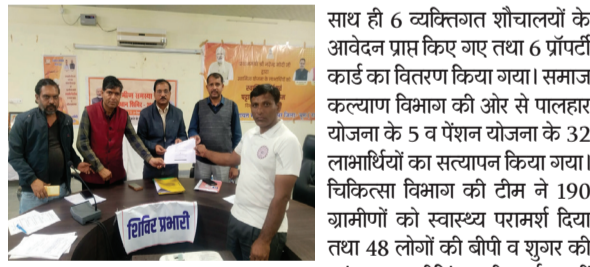 शिविर प्रभारी
साथ ही 6 व्यक्तिगत शौचालयों के
आवेदन प्राप्त किए गए तथा 6 प्रॉपर्टी
कार्ड का वितरण किया गया। समाज
कल्याण विभाग की ओर से पालहार
योजना के 5 व पेंशन योजना के 32
लाभार्थियों का सत्यापन किया गया।
चिकित्सा विभाग की टीम ने 190
ग्रामीणों को स्वास्थ्य परामर्श दिया
तथा 48 लोगों की बीपी व शुगर की